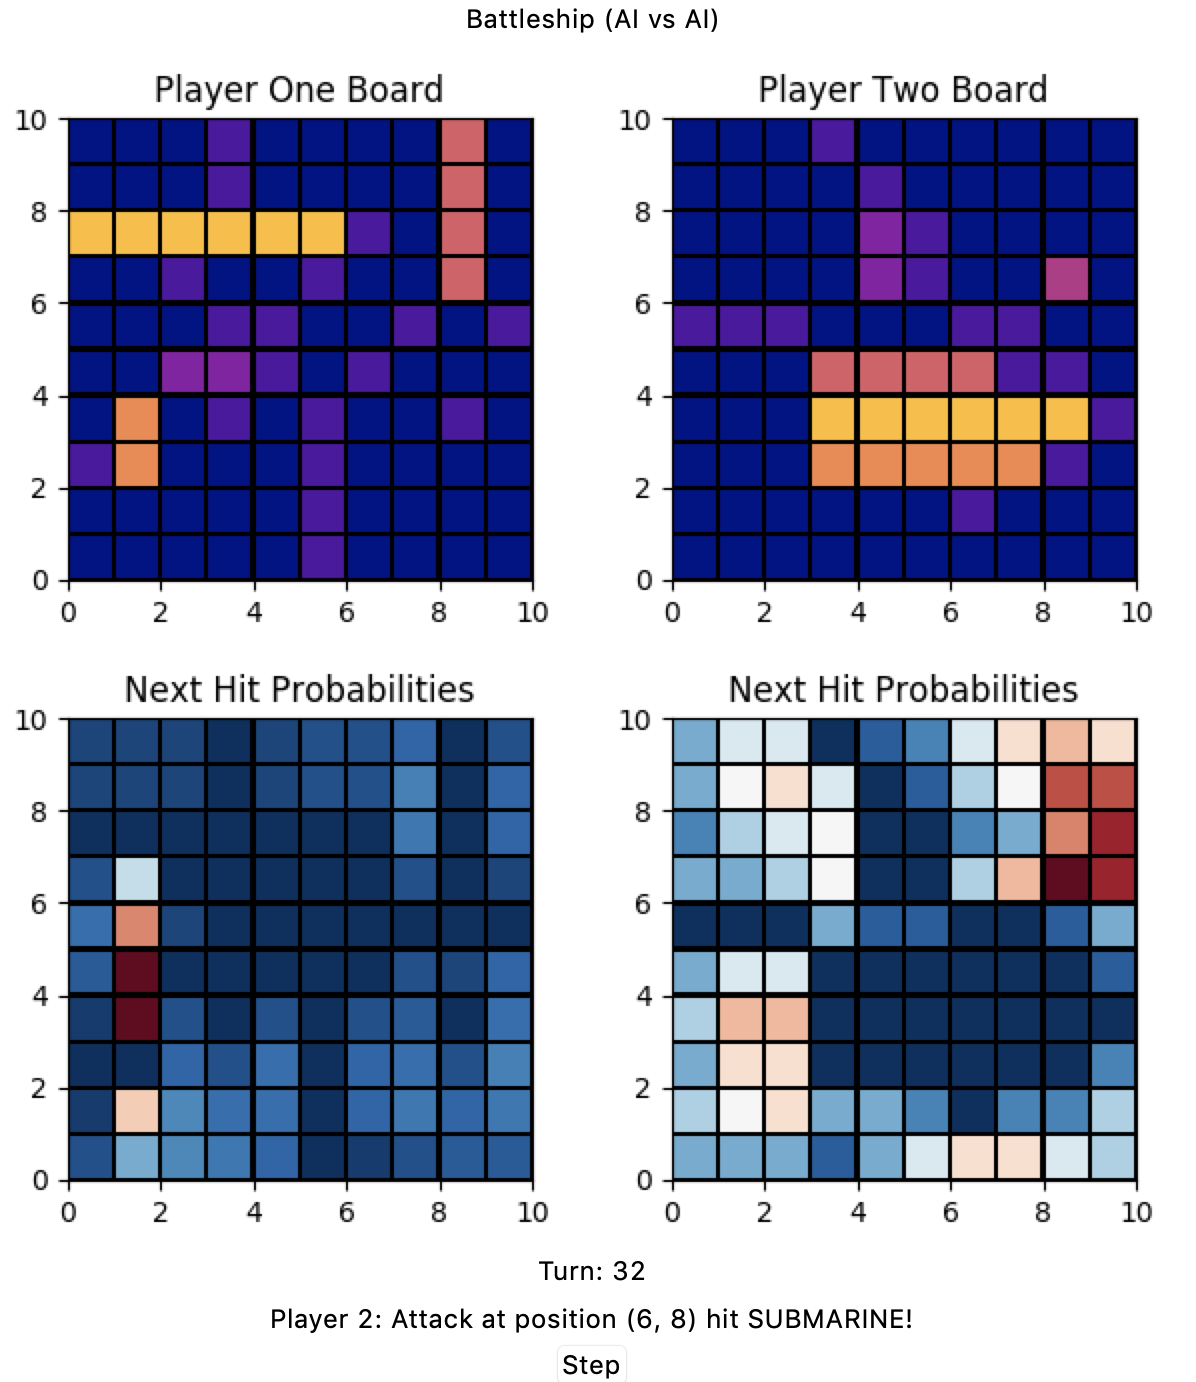 Battleship (AI vs AI)
Player One Board
Player Two Board
10
8
6
4
2
0
0 2 4 6 8 10
10
8
6
4
2
0
0 2 4 6 8 10
Next Hit Probabilities
Next Hit Probabilities
10
8
6
4
2
0
0 2 4 6 8 10
10
8
6
4
2
0
0 2 4 6 8 10
Turn: 32
Player 2: Attack at position (6, 8) hit SUBMARINE!
Step